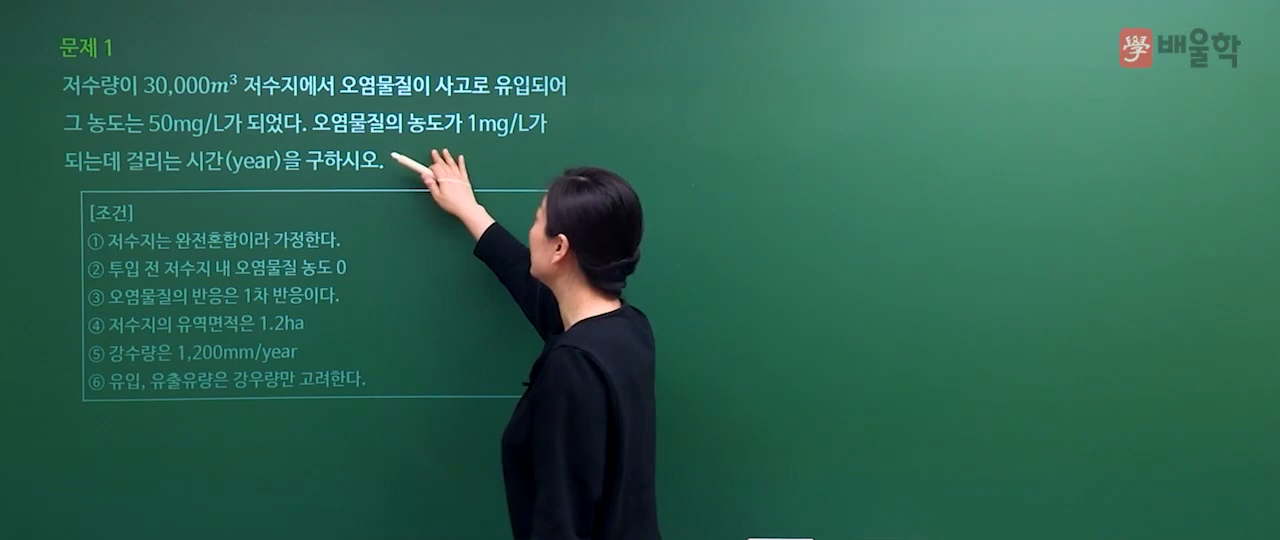 문제 1
學 배울학
저수량이 30,000m³ 저수지에서 오염물질이 사고로 유입되어
그 농도는 50mg/L가 되었다. 오염물질의 농도가 1mg/L가
되는데 걸리는 시간(year)을 구하시오.
[조건]
① 저수지는 완전혼합이라 가정한다.
② 투입 전 저수지 내 오염물질 농도 0
③ 오염물질의 반응은 1차 반응이다.
④ 저수지의 유역면적은 1.2ha
⑤ 강수량은 1,200mm/year
⑥ 유입, 유출유량은 강우량만 고려한다.